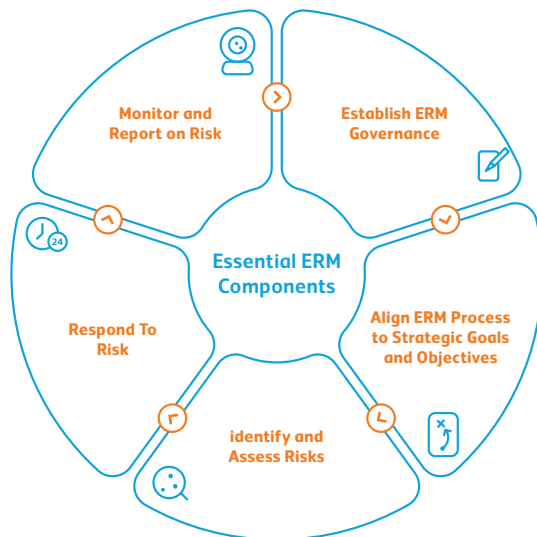 Essential ERM
Components
Establish ERM
Governance
Align ERM Process
to Strategic Goals
and Objectives
identify and
Assess Risks
Respond To
Risk
24
Monitor and
Report on Risk